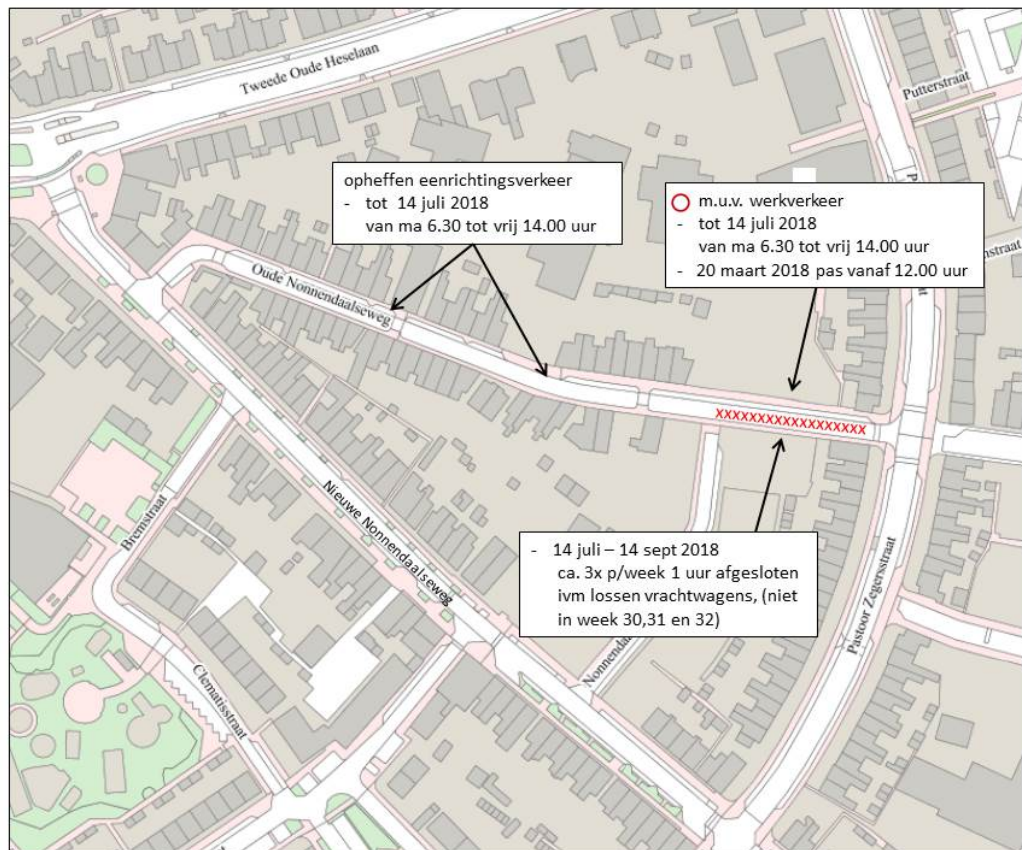 Tweede Oude Heselaan
Putterstraat
opheffen eenrichtingsverkeer
- tot 14 juli 2018
van ma 6.30 tot vrij 14.00 uur
m.u.v. werkverkeer
- tot 14 juli 2018
van ma 6.30 tot vrij 14.00 uur
- 20 maart 2018 pas vanaf 12.00 uur
Oude Nonnendaalseweg
XXXXXXXXXXXXXXXXXXX
Bremstraat
Nieuwe Nonnendaalseweg
- 14 juli – 14 sept 2018
ca. 3x p/week 1 uur afgesloten
ivm lossen vrachtwagens, (niet
in week 30,31 en 32)
Pastoor Zegersstraat
Clematisstraat